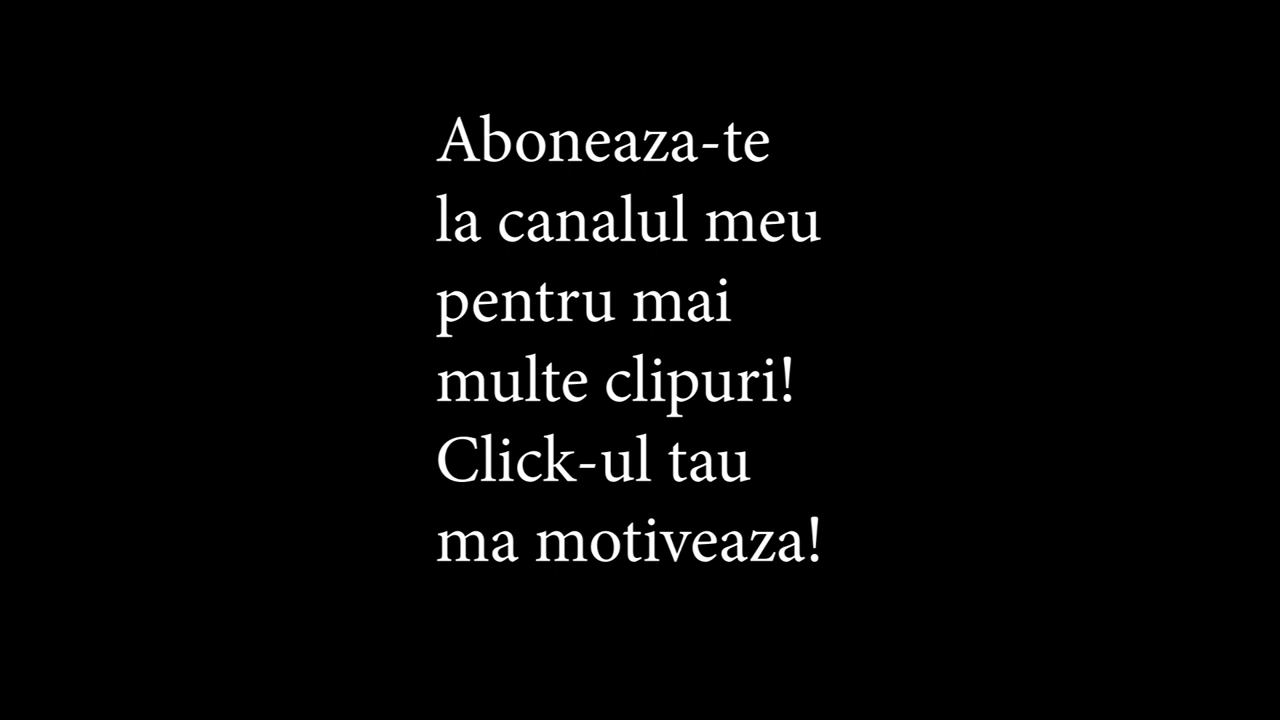 Aboneaza-te
la canalul meu
pentru mai
multe clipuri!
Click-ul tau
ma motiveaza!